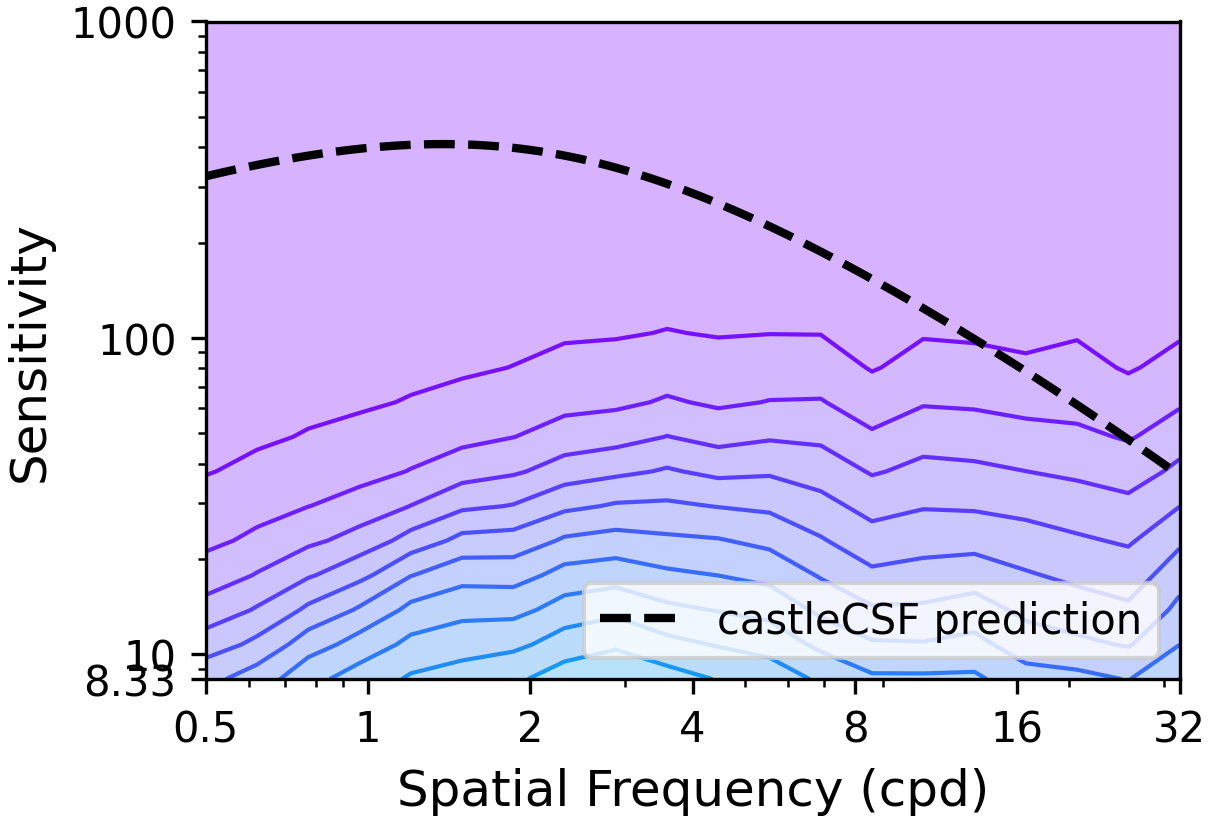 1000
100
10
8.33
Sensitivity
castleCSF prediction
0.5 1 2 4 8 16 32
Spatial Frequency (cpd)